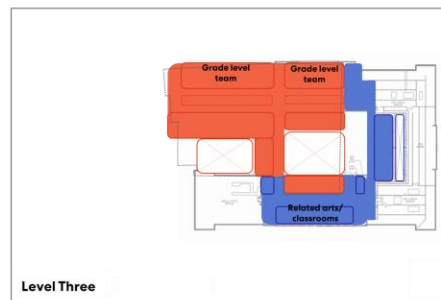 Grade level
team
Grade level
team
Related arts/
classrooms
Level Three